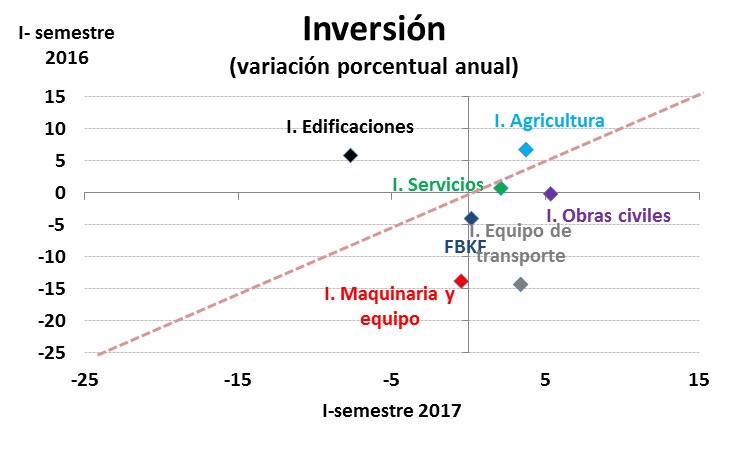 Inversión
(variación porcentual anual)
I- semestre
2016
15
10
5
0
-5
-10
-15
-20
-25
I. Edificaciones
I. Agricultura
I. Servicios
I. Obras civiles
FBKF
I. Equipo de
transporte
I. Maquinaria y
equipo
-25
-15
-5
5
15
I-semestre 2017